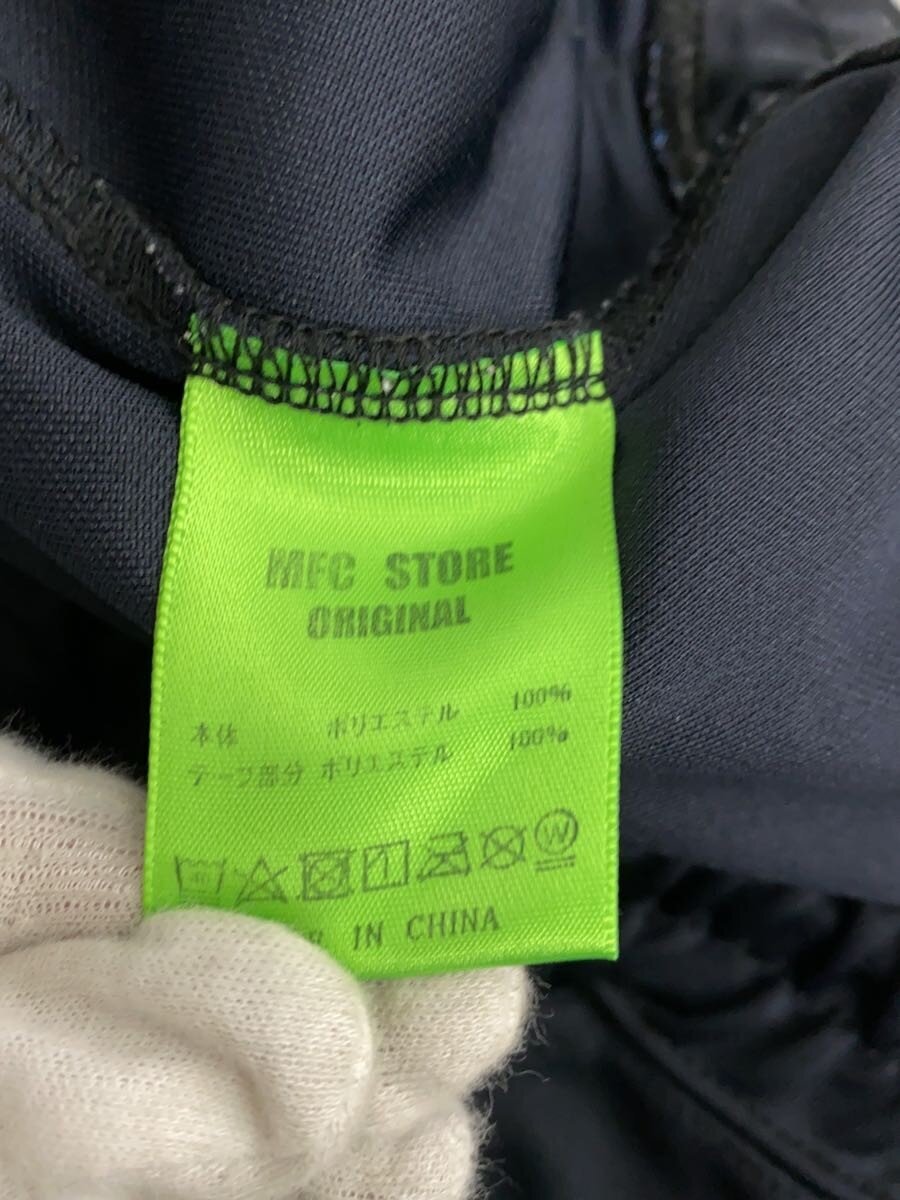 MFC STORE
ORIGINAL
本体 ポリエステル 100%
テープ部分 ポリエステル 100%
W
IN CHINA